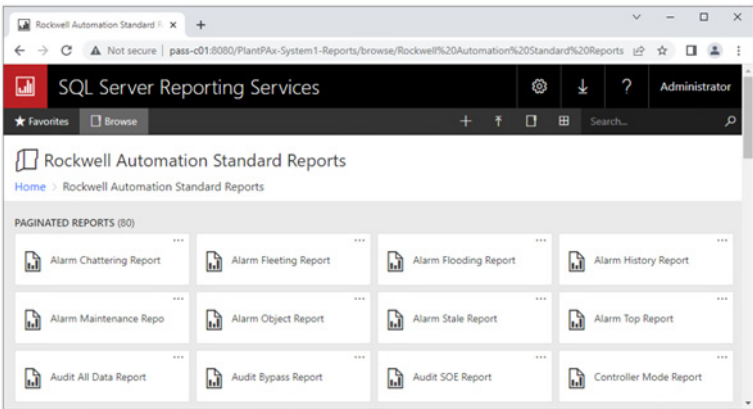 Rockwell Automation Standard R
Not secure | pass-c01:8080/PlantPAx-System1-Reports/browse/Rockwell%20Automation%20Standard%20Reports
SQL Server Reporting Services
? Administrator
Favorites Browse Search...
Rockwell Automation Standard Reports
Home > Rockwell Automation Standard Reports
PAGINATED REPORTS (80)
Alarm Chattering Report Alarm Fleeting Report Alarm Flooding Report Alarm History Report
Alarm Maintenance Repo Alarm Object Report Alarm Stale Report Alarm Top Report
Audit All Data Report Audit Bypass Report Audit SOE Report Controller Mode Report